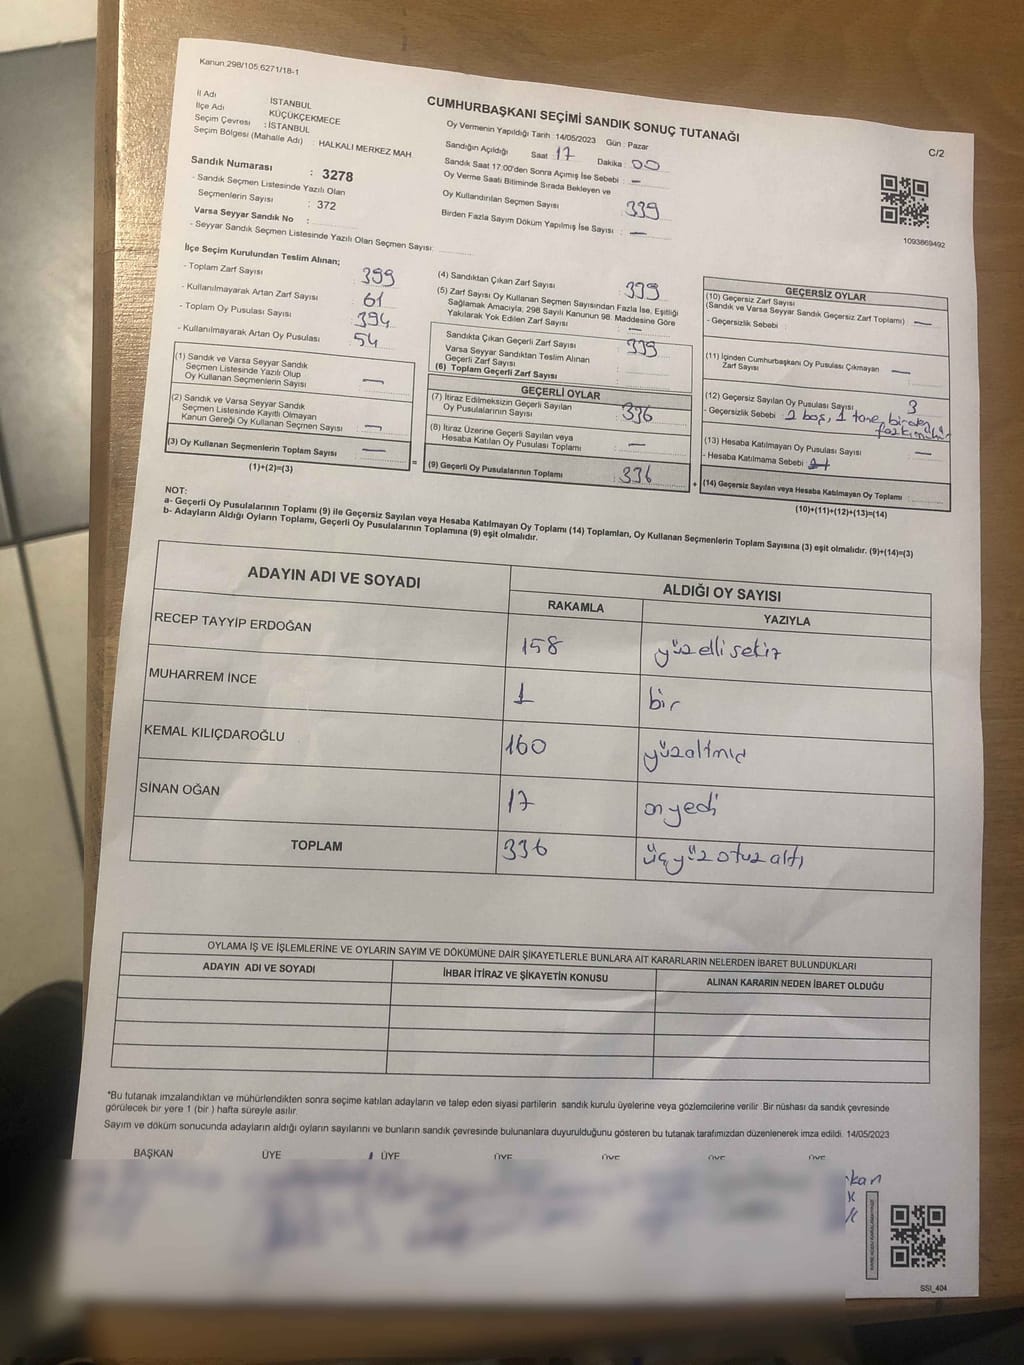 Kanun 298/105,6271/18-1
CUMHURBAŞKANI SEÇİMİ SANDIK SONUÇ TUTANAĞI
C/2
İl Adı İSTANBUL
İlçe Adı KÜÇÜKÇEKMECE
Seçim Çevresi : İSTANBUL
Seçim Bölgesi (Mahalle Adı) : HALKALI MERKEZ MAH
Sandık Numarası : 3278
- Sandık Seçmen Listesinde Yazılı Olan
Seçmenlerin Sayısı : 372
Varsa Seyyar Sandık No :
- Seyyar Sandık Seçmen Listesinde Yazılı Olan Seçmen Sayısı:
Oy Vermenin Yapıldığı Tarih : 14/05/2023 Gün : Pazar
Sandığın Açıldığı Saat 17 Dakika : 00
Sandık Saat 17:00'den Sonra Açımış İse Sebebi : —
Oy Verme Saati Bitiminde Sırada Bekleyen ve
Oy Kullandırılan Seçmen Sayısı : 339
Birden Fazla Sayım Döküm Yapılmış İse Sayısı : —
1093869492
İlçe Seçim Kurulundan Teslim Alınan;
- Toplam Zarf Sayısı : 399
- Kullanılmayarak Artan Zarf Sayısı : 61
- Toplam Oy Pusulası Sayısı : 394
- Kullanılmayarak Artan Oy Pusulası : 54
(1) Sandık ve Varsa Seyyar Sandık
Seçmen Listesinde Yazılı Olup
Oy Kullanan Seçmenlerin Sayısı : —
(2) Sandık ve Varsa Seyyar Sandık
Seçmen Listesinde Kayıtlı Olmayan
Kanun Gereği Oy Kullanan Seçmen Sayısı : —
(3) Oy Kullanan Seçmenlerin Toplam Sayısı : —
(1)+(2)=(3)
(4) Sandıktan Çıkan Zarf Sayısı : 339
(5) Zarf Sayısı Oy Kullanan Seçmen Sayısından Fazla İse, Eşitliği
Sağlamak Amacıyla, 298 Sayılı Kanunun 98. Maddesine Göre
Yakılarak Yok Edilen Zarf Sayısı : —
Sandıkta Çıkan Geçerli Zarf Sayısı : 339
Varsa Seyyar Sandıktan Teslim Alınan
Geçerli Zarf Sayısı :
(6) Toplam Geçerli Zarf Sayısı :
GEÇERLİ OYLAR
(7) İtiraz Edilmeksizin Geçerli Sayılan
Oy Pusulalarının Sayısı : 336
(8) İtiraz Üzerine Geçerli Sayılan veya
Hesaba Katılan Oy Pusulası Toplamı : —
(9) Geçerli Oy Pusulalarının Toplamı : 336
GEÇERSİZ OYLAR
(10) Geçersiz Zarf Sayısı
(Sandık ve Varsa Seyyar Sandık Geçersiz Zarf Toplamı) : —
- Geçersizlik Sebebi :
(11) İçinden Cumhurbaşkanı Oy Pusulası Çıkmayan
Zarf Sayısı : —
(12) Geçersiz Sayılan Oy Pusulası Sayısı : 3
- Geçersizlik Sebebi : 2 boş, 1 tane birden
fazla mühür
(13) Hesaba Katılmayan Oy Pusulası Sayısı : —
- Hesaba Katılmama Sebebi :
(14) Geçersiz Sayılan veya Hesaba Katılmayan Oy Toplamı :
(10)+(11)+(12)+(13)=(14)
NOT:
a- Geçerli Oy Pusulalarının Toplamı (9) ile Geçersiz Sayılan veya Hesaba Katılmayan Oy Toplamı (14) Toplamları, Oy Kullanan Seçmenlerin Toplam Sayısına (3) eşit olmalıdır. (9)+(14)=(3)
b- Adayların Aldığı Oyların Toplamı, Geçerli Oy Pusulalarının Toplamına (9) eşit olmalıdır.
ADAYIN ADI VE SOYADI ALDIĞI OY SAYISI
RAKAMLA YAZIYLA
RECEP TAYYİP ERDOĞAN 158 yüzellisekiz
MUHARREM İNCE 1 bir
KEMAL KILIÇDAROĞLU 160 yüzaltmış
SİNAN OĞAN 17 onyedi
TOPLAM 336 üçyüzotuzaltı
OYLAMA İŞ VE İŞLEMLERİNE VE OYLARIN SAYIM VE DÖKÜMÜNE DAİR ŞİKAYETLERLE BUNLARA AİT KARARLARIN NELERDEN İBARET BULUNDUKLARI
ADAYIN ADI VE SOYADI İHBAR İTİRAZ VE ŞİKAYETİN KONUSU ALINAN KARARIN NEDEN İBARET OLDUĞU
*Bu tutanak imzalandıktan ve mühürlendikten sonra seçime katılan adayların ve talep eden siyasi partilerin sandık kurulu üyelerine veya gözlemcilerine verilir. Bir nüshası da sandık çevresinde
görülecek bir yere 1 (bir ) hafta süreyle asılır.
Sayım ve döküm sonucunda adayların aldığı oyların sayılarını ve bunların sandık çevresinde bulunanlara duyurulduğunu gösteren bu tutanak tarafımızdan düzenlenerek imza edildi. 14/05/2023
BAŞKAN ÜYE ÜYE ÜYE ÜYE ÜYE ÜYE
SSİ_404